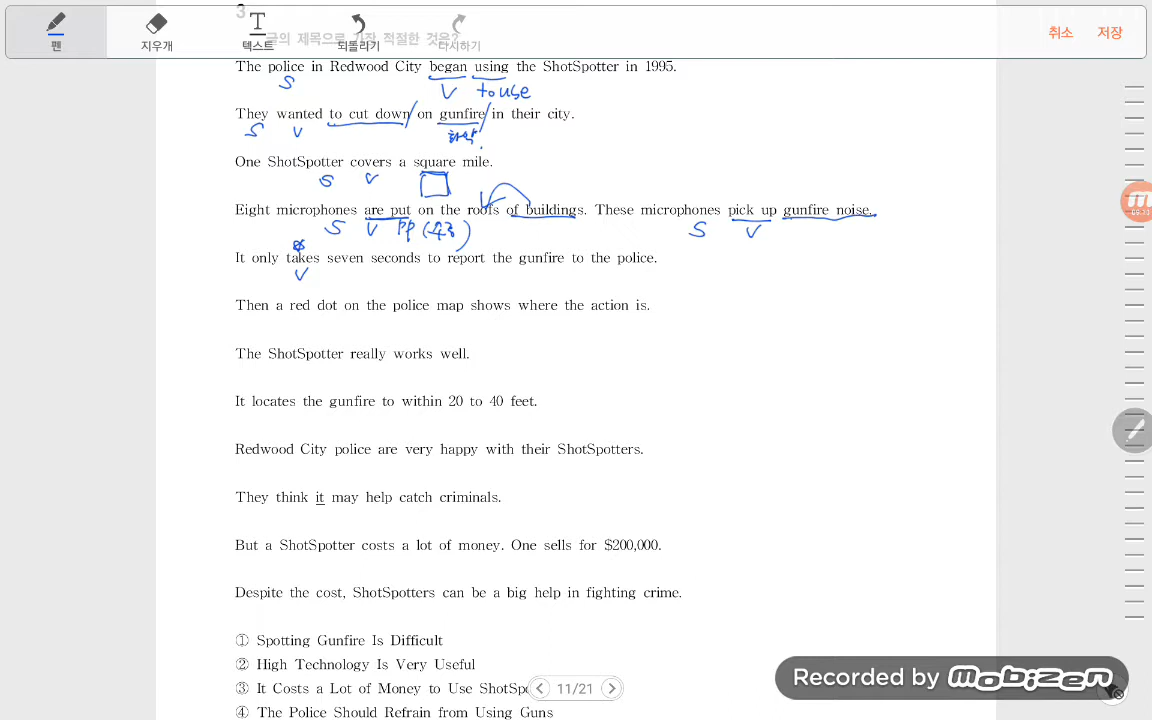 3
글의 제목으로 가장 적절한 것은?
펜 지우개 텍스트 되돌리기 다시하기 취소 저장
The police in Redwood City began using the ShotSpotter in 1995.
S V to use
They wanted to cut down on gunfire in their city.
S V
One ShotSpotter covers a square mile.
S V
Eight microphones are put on the roofs of buildings. These microphones pick up gunfire noise.
S V PP S V
It only takes seven seconds to report the gunfire to the police.
V
Then a red dot on the police map shows where the action is.
The ShotSpotter really works well.
It locates the gunfire to within 20 to 40 feet.
Redwood City police are very happy with their ShotSpotters.
They think it may help catch criminals.
But a ShotSpotter costs a lot of money. One sells for $200,000.
Despite the cost, ShotSpotters can be a big help in fighting crime.
① Spotting Gunfire Is Difficult
② High Technology Is Very Useful
③ It Costs a Lot of Money to Use
④ The Police Should Refrain from Using Guns
11/21
Recorded by MOBIZEN